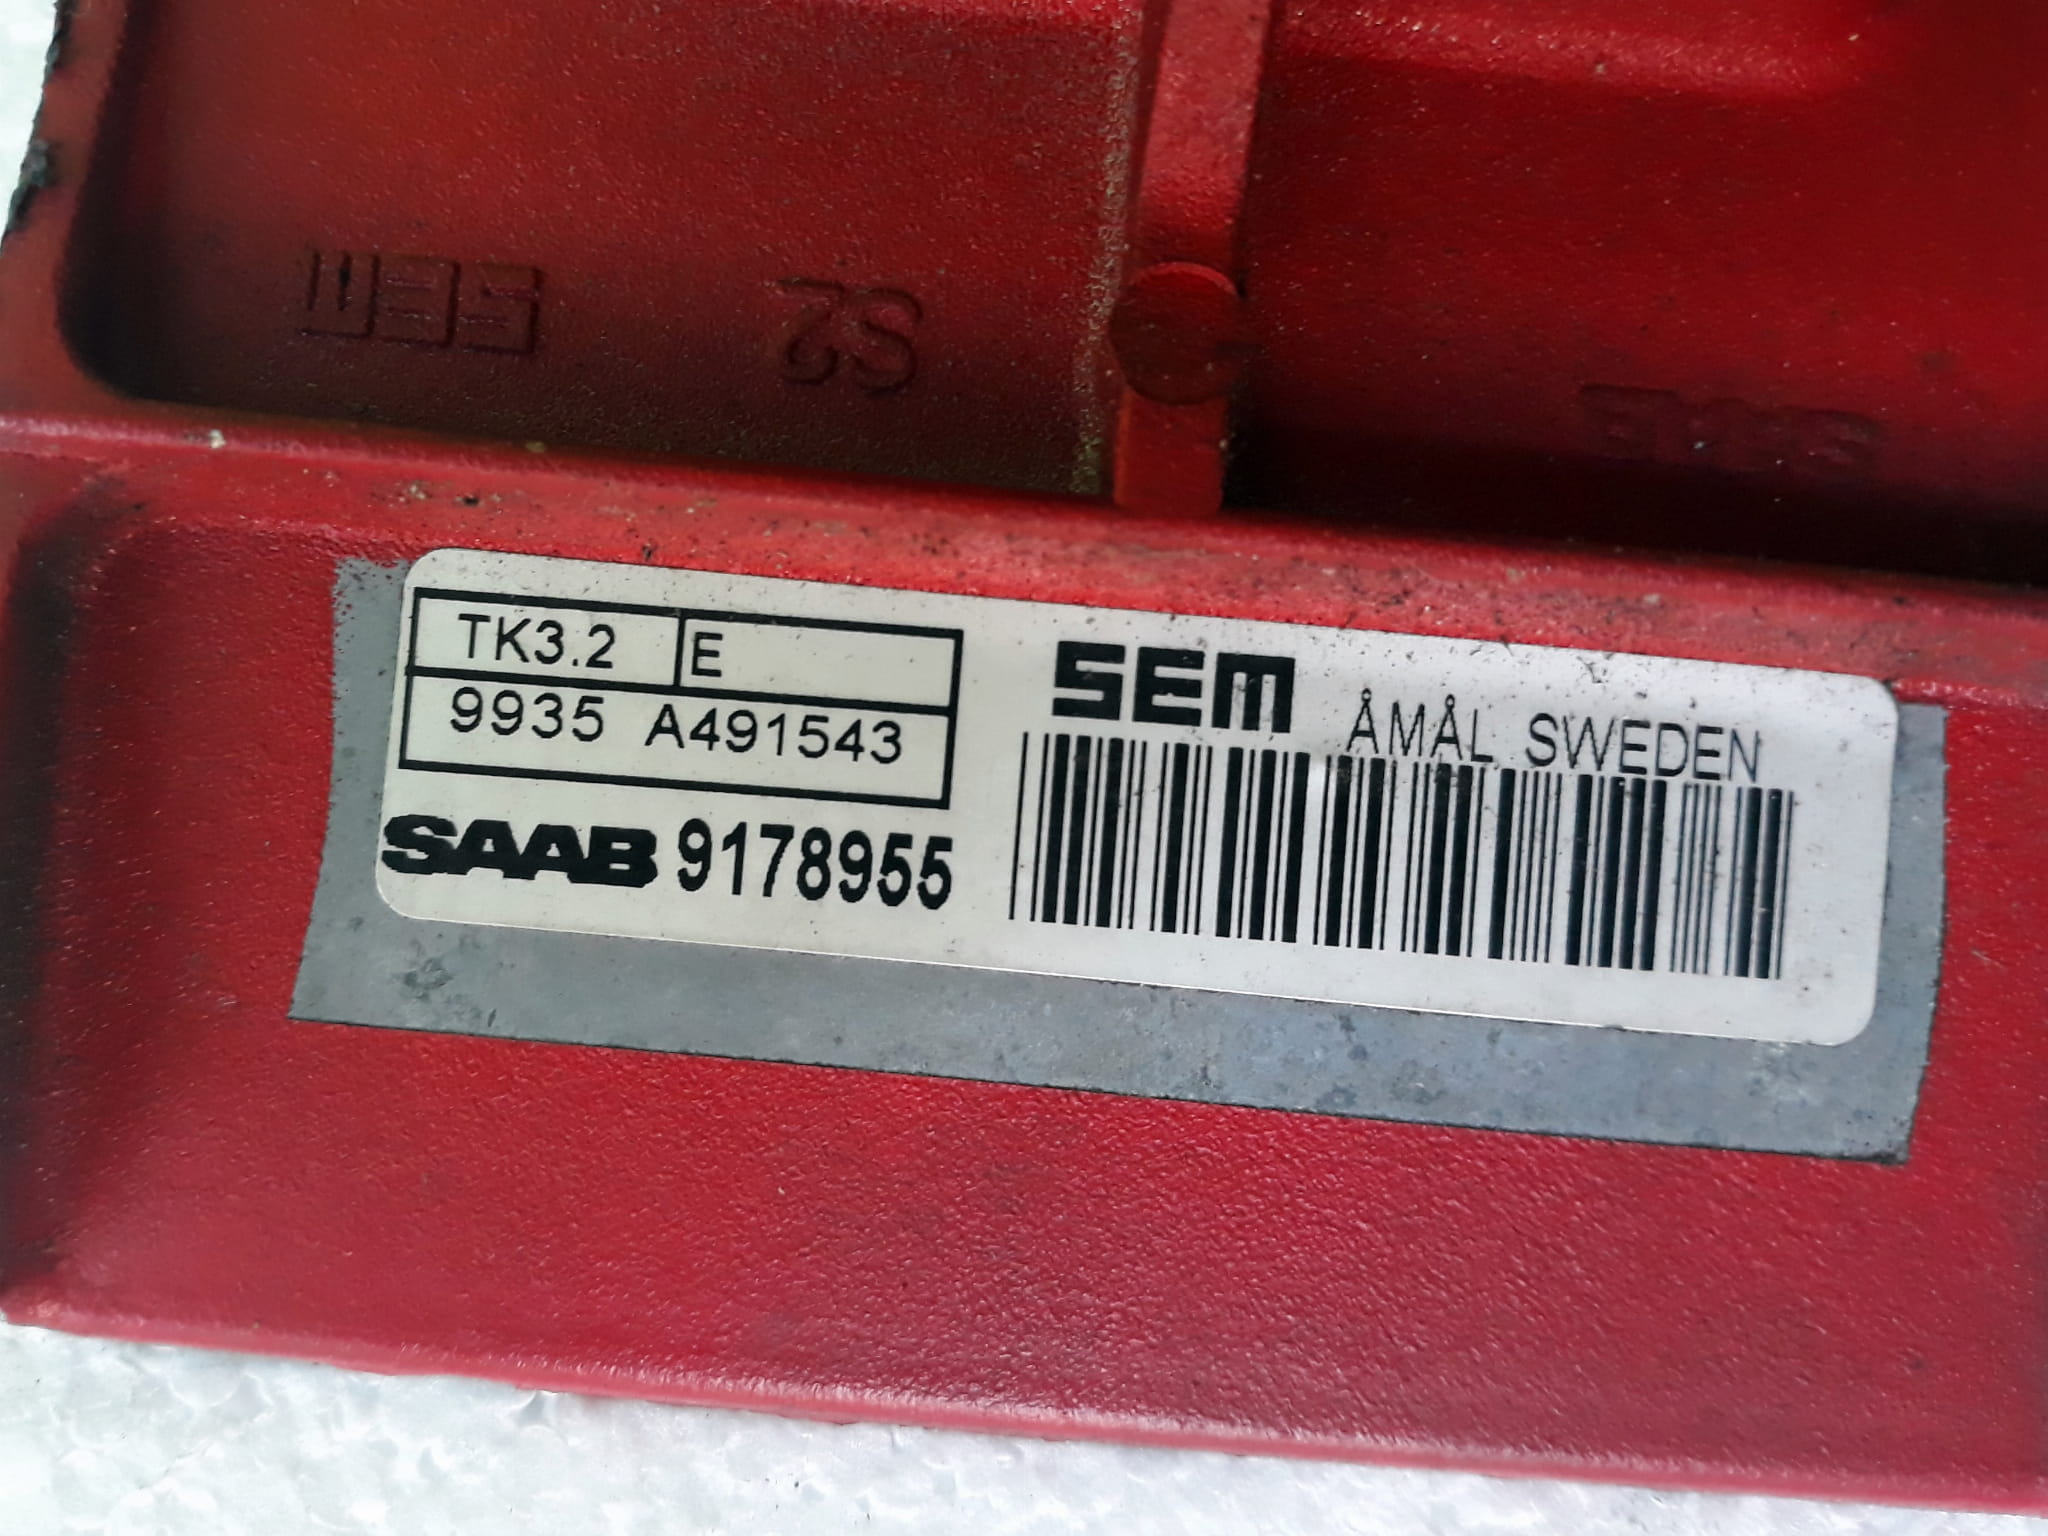 SEM S2
TK3.2 E
9935 A491543
SAAB 9178955
SEM ÅMÅL SWEDEN